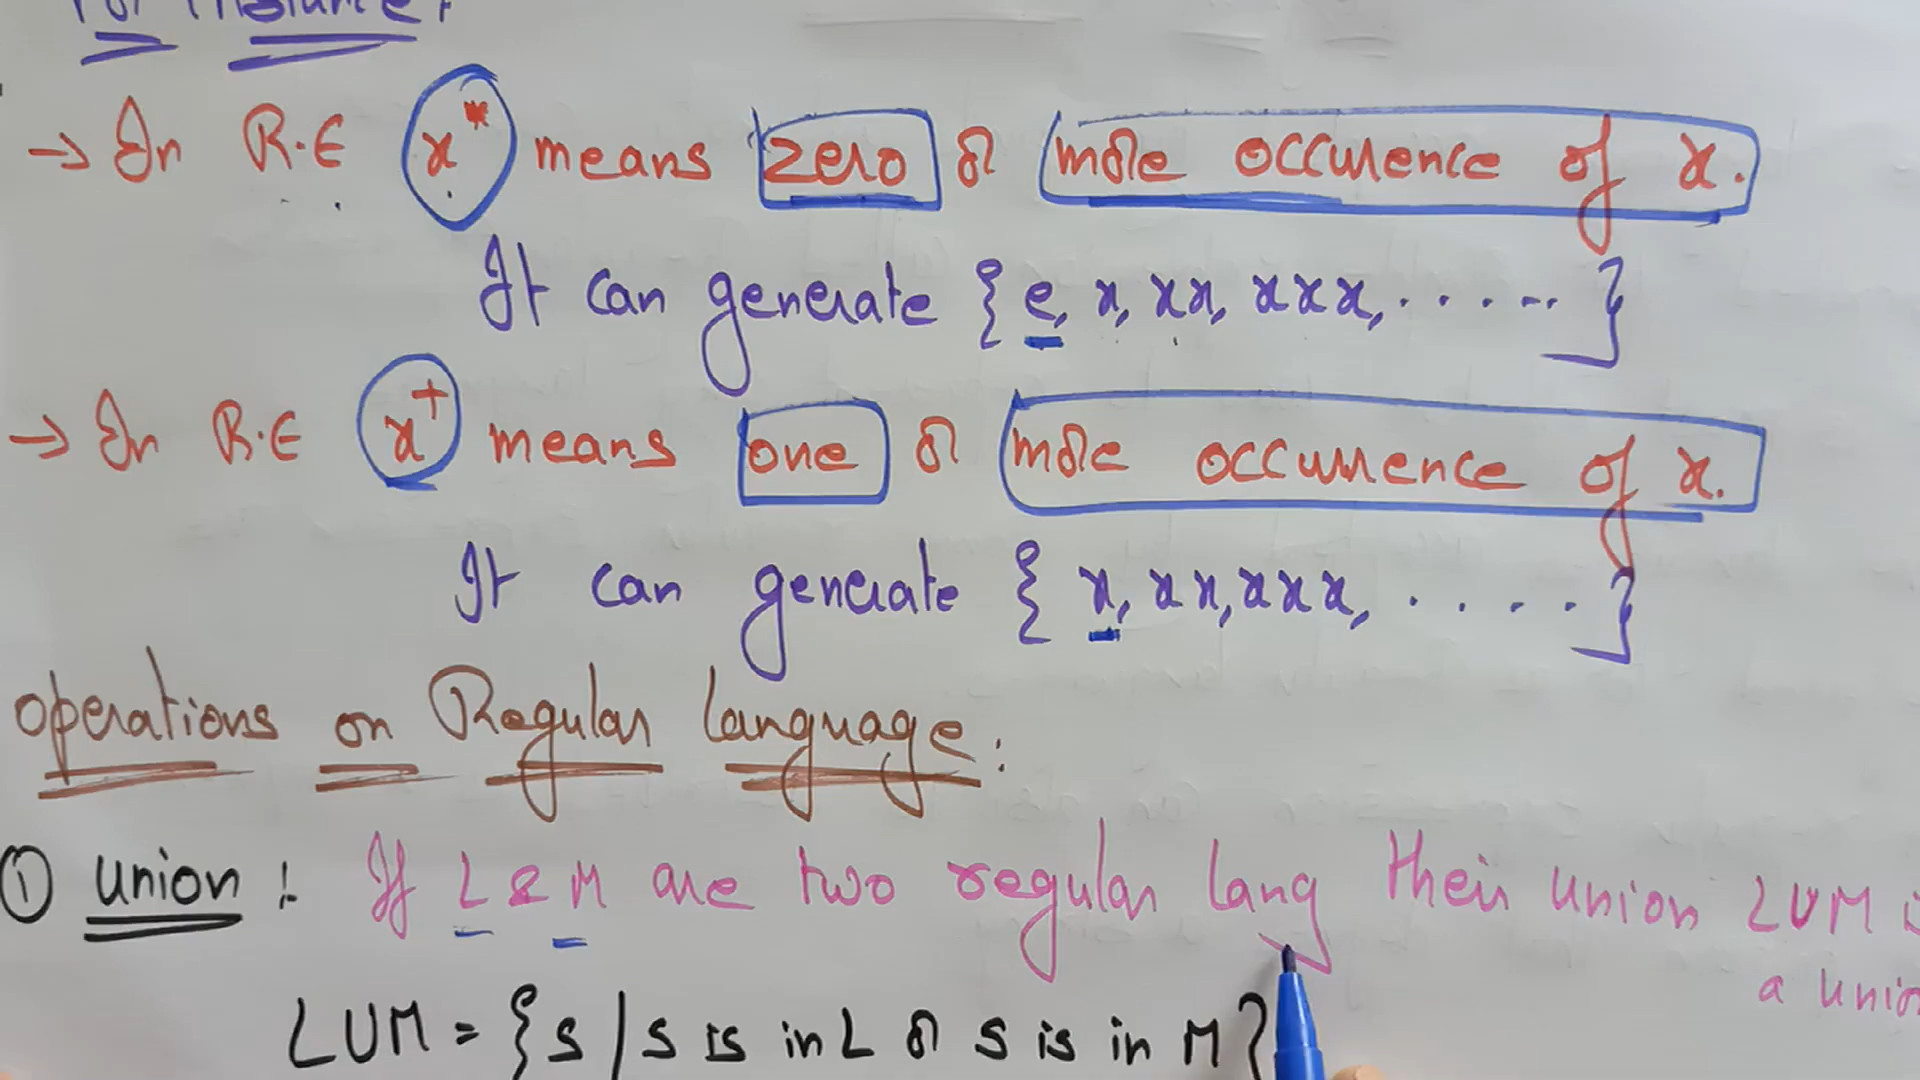 For Instance:
→ In R.E x* means zero or more occurence of x.
It can generate { e, x, xx, xxx, ........ }
→ In R.E x⁺ means one or more occurrence of x.
It can generate { x, xx, xxx, ..... }
operations on Regular language:
① union : If L & M are two regular lang their union LUM i
a unio
LUM = { s / s is in L or s is in M }